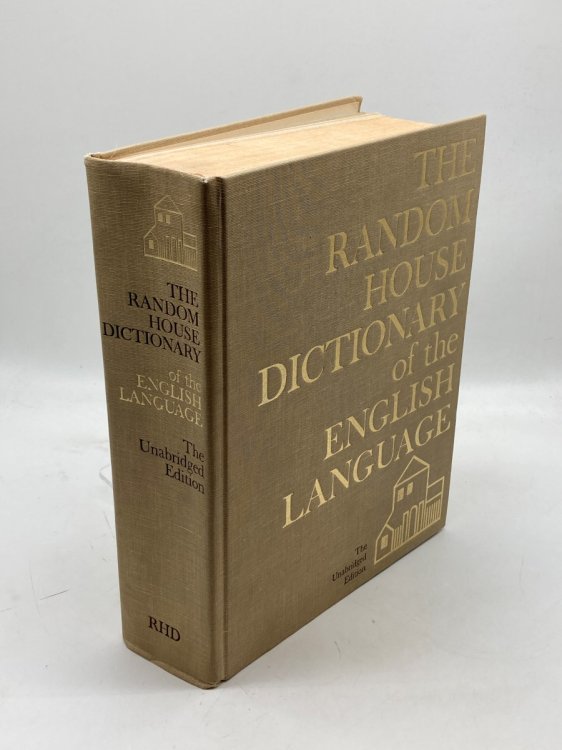 THE
RANDOM
HOUSE
DICTIONARY
of the
ENGLISH
LANGUAGE
The
Unabridged
Edition
RHD
THE
RANDOM
HOUSE
DICTIONARY
of the
ENGLISH
LANGUAGE
The
Unabridged
Edition